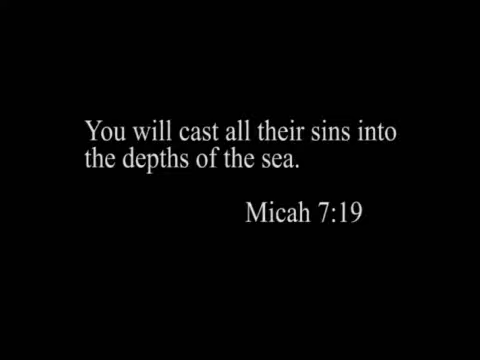 You will cast all their sins into
the depths of the sea.
Micah 7:19